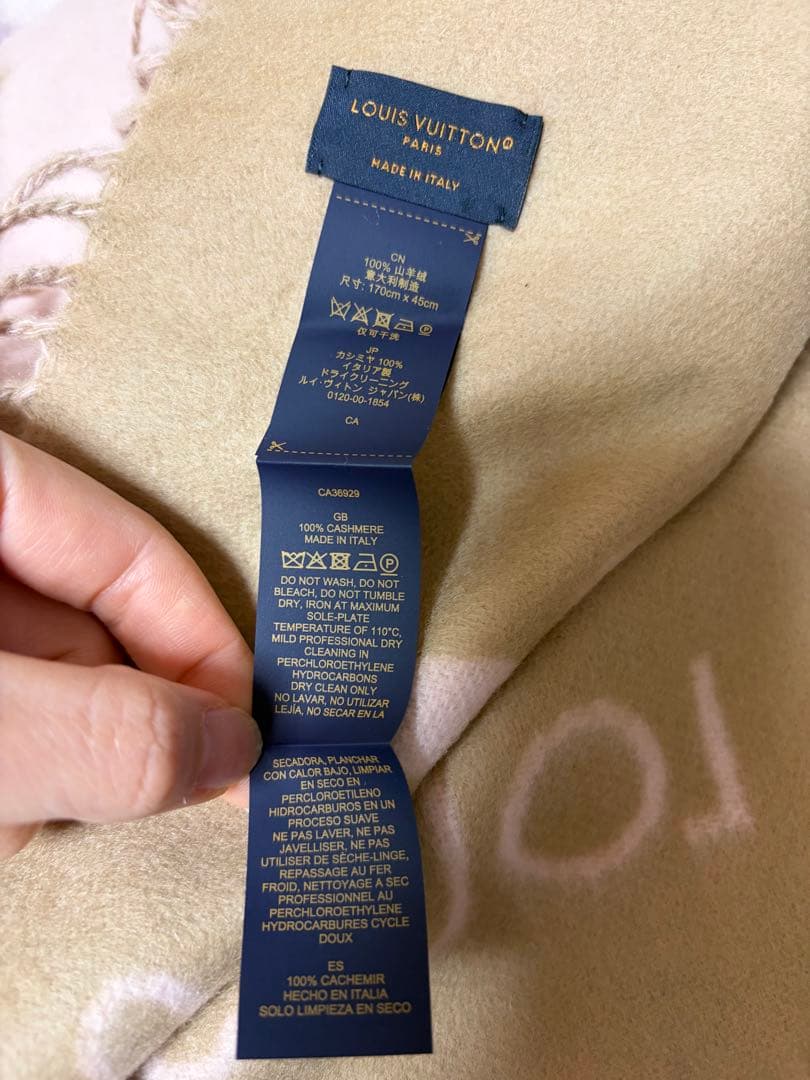 LOUIS VUITTON®
PARIS
MADE IN ITALY
CN
100% 山羊绒
意大利制造
尺寸: 170cm x 45cm
仅可干洗
JP
カシミヤ 100%
イタリア製
ドライクリーニング
ルイ・ヴィトン ジャパン(株)
0120-00-1854
CA
CA36929
GB
100% CASHMERE
MADE IN ITALY
P
DO NOT WASH, DO NOT
BLEACH, DO NOT TUMBLE
DRY, IRON AT MAXIMUM
SOLE-PLATE
TEMPERATURE OF 110°C,
MILD PROFESSIONAL DRY
CLEANING IN
PERCHLOROETHYLENE
HYDROCARBONS
DRY CLEAN ONLY
NO LAVAR, NO UTILIZAR
LEJÍA, NO SECAR EN LA
SECADORA, PLANCHAR
CON CALOR BAJO, LIMPIAR
EN SECO EN
PERCLOROETILENO
HIDROCARBUROS EN UN
PROCESO SUAVE
NE PAS LAVER, NE PAS
JAVELLISER, NE PAS
UTILISER DE SÈCHE-LINGE,
REPASSAGE AU FER
FROID, NETTOYAGE A SEC
PROFESSIONNEL AU
PERCHLOROETHYLENE
HYDROCARBURES CYCLE
DOUX
ES
100% CACHEMIR
HECHO EN ITALIA
SOLO LIMPIEZA EN SECO